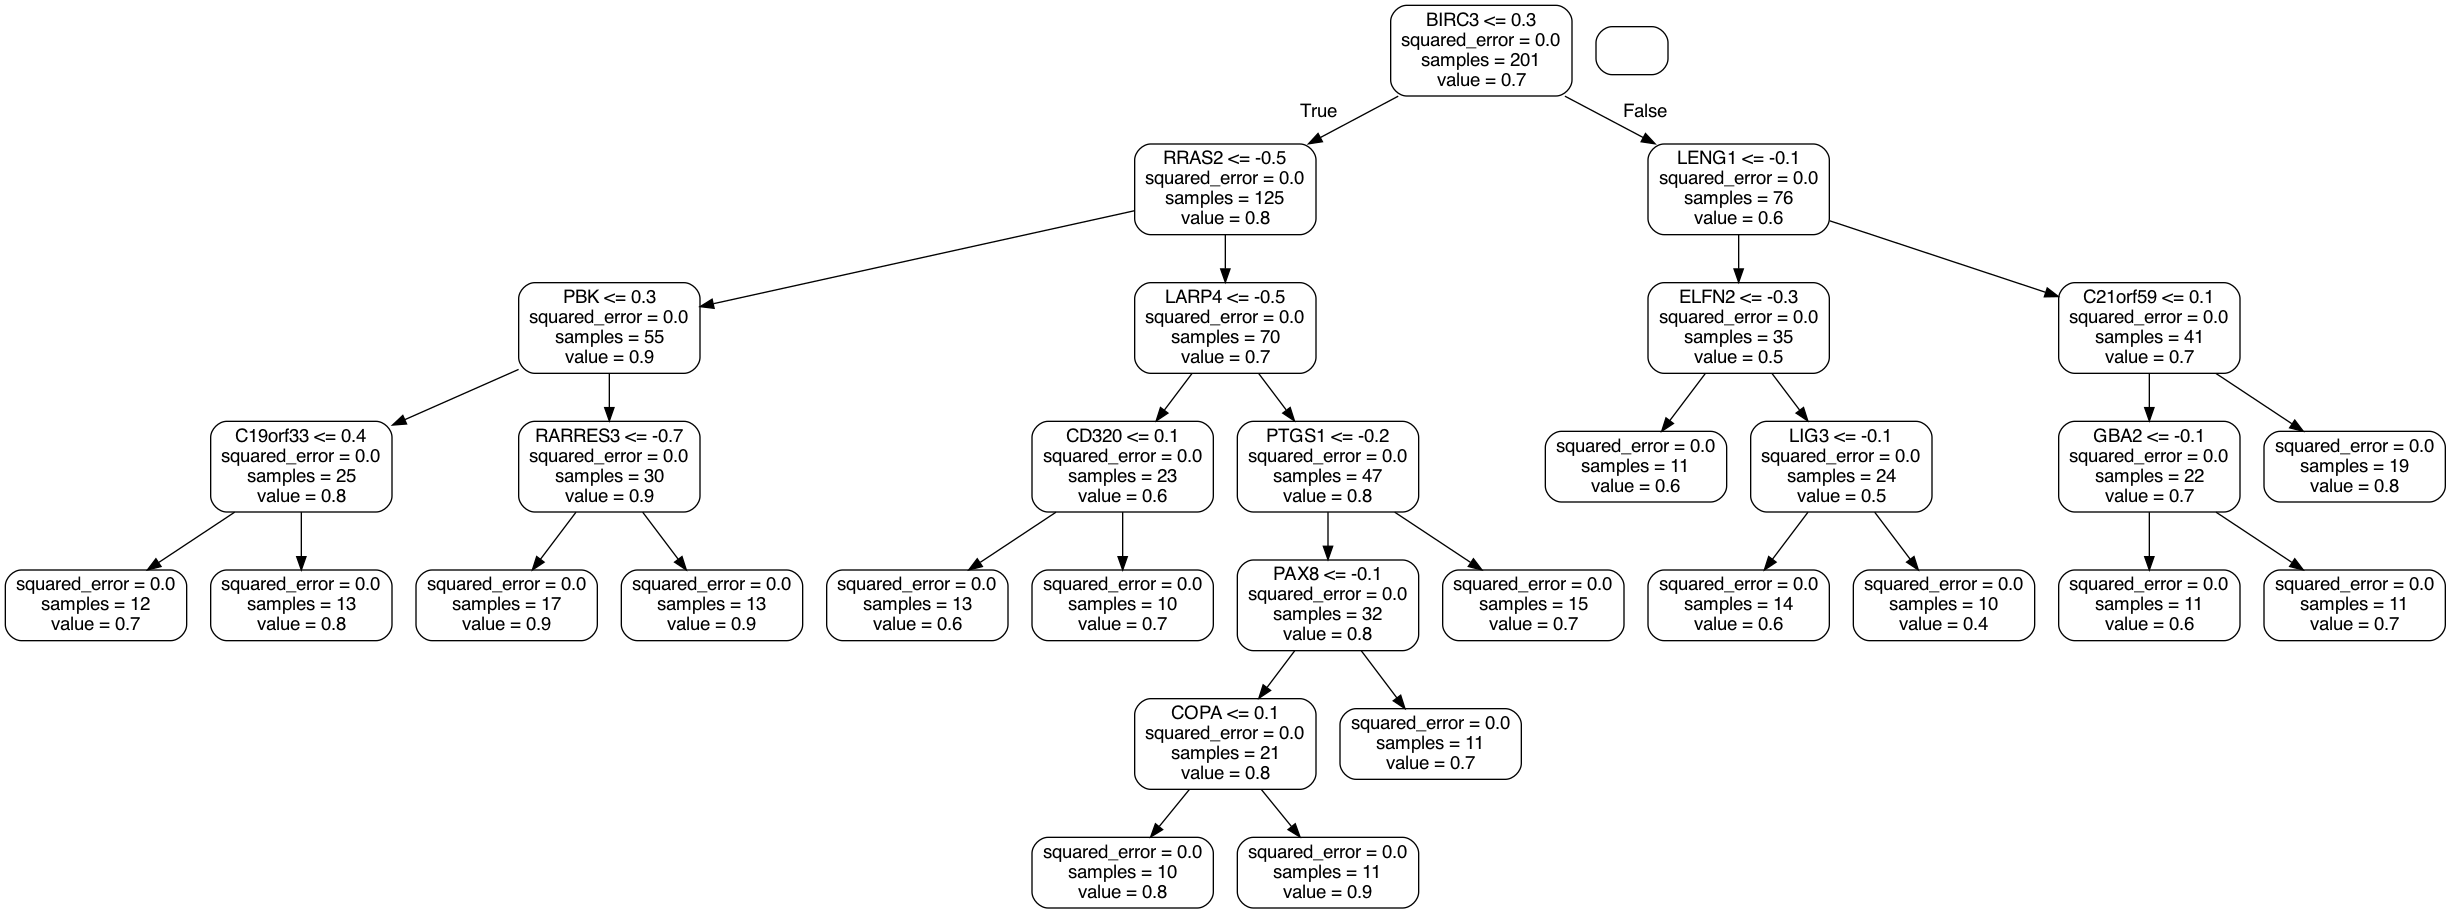 BIRC3 <= 0.3
squared_error = 0.0
samples = 201
value = 0.7
True
False
RRAS2 <= -0.5
squared_error = 0.0
samples = 125
value = 0.8
LENG1 <= -0.1
squared_error = 0.0
samples = 76
value = 0.6
PBK <= 0.3
squared_error = 0.0
samples = 55
value = 0.9
LARP4 <= -0.5
squared_error = 0.0
samples = 70
value = 0.7
ELFN2 <= -0.3
squared_error = 0.0
samples = 35
value = 0.5
C21orf59 <= 0.1
squared_error = 0.0
samples = 41
value = 0.7
C19orf33 <= 0.4
squared_error = 0.0
samples = 25
value = 0.8
RARRES3 <= -0.7
squared_error = 0.0
samples = 30
value = 0.9
CD320 <= 0.1
squared_error = 0.0
samples = 23
value = 0.6
PTGS1 <= -0.2
squared_error = 0.0
samples = 47
value = 0.8
squared_error = 0.0
samples = 11
value = 0.6
LIG3 <= -0.1
squared_error = 0.0
samples = 24
value = 0.5
GBA2 <= -0.1
squared_error = 0.0
samples = 22
value = 0.7
squared_error = 0.0
samples = 19
value = 0.8
squared_error = 0.0
samples = 12
value = 0.7
squared_error = 0.0
samples = 13
value = 0.8
squared_error = 0.0
samples = 17
value = 0.9
squared_error = 0.0
samples = 13
value = 0.9
squared_error = 0.0
samples = 13
value = 0.6
squared_error = 0.0
samples = 10
value = 0.7
PAX8 <= -0.1
squared_error = 0.0
samples = 32
value = 0.8
squared_error = 0.0
samples = 15
value = 0.7
squared_error = 0.0
samples = 14
value = 0.6
squared_error = 0.0
samples = 10
value = 0.4
squared_error = 0.0
samples = 11
value = 0.6
squared_error = 0.0
samples = 11
value = 0.7
COPA <= 0.1
squared_error = 0.0
samples = 21
value = 0.8
squared_error = 0.0
samples = 11
value = 0.7
squared_error = 0.0
samples = 10
value = 0.8
squared_error = 0.0
samples = 11
value = 0.9